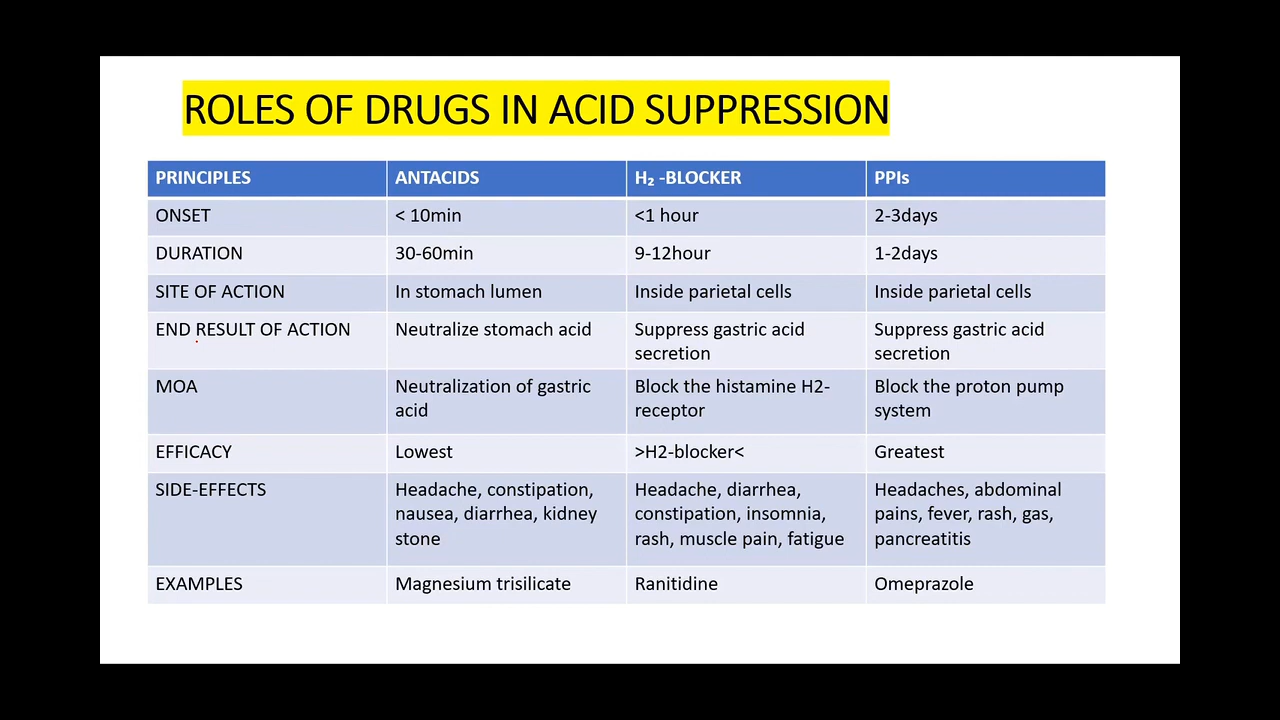 ROLES OF DRUGS IN ACID SUPPRESSION
PRINCIPLES ANTACIDS H₂ -BLOCKER PPIs
ONSET < 10min <1 hour 2-3days
DURATION 30-60min 9-12hour 1-2days
SITE OF ACTION In stomach lumen Inside parietal cells Inside parietal cells
END RESULT OF ACTION Neutralize stomach acid Suppress gastric acid Suppress gastric acid
secretion secretion
MOA Neutralization of gastric Block the histamine H2- Block the proton pump
acid receptor system
EFFICACY Lowest >H2-blocker< Greatest
SIDE-EFFECTS Headache, constipation, Headache, diarrhea, Headaches, abdominal
nausea, diarrhea, kidney constipation, insomnia, pains, fever, rash, gas,
stone rash, muscle pain, fatigue pancreatitis
EXAMPLES Magnesium trisilicate Ranitidine Omeprazole